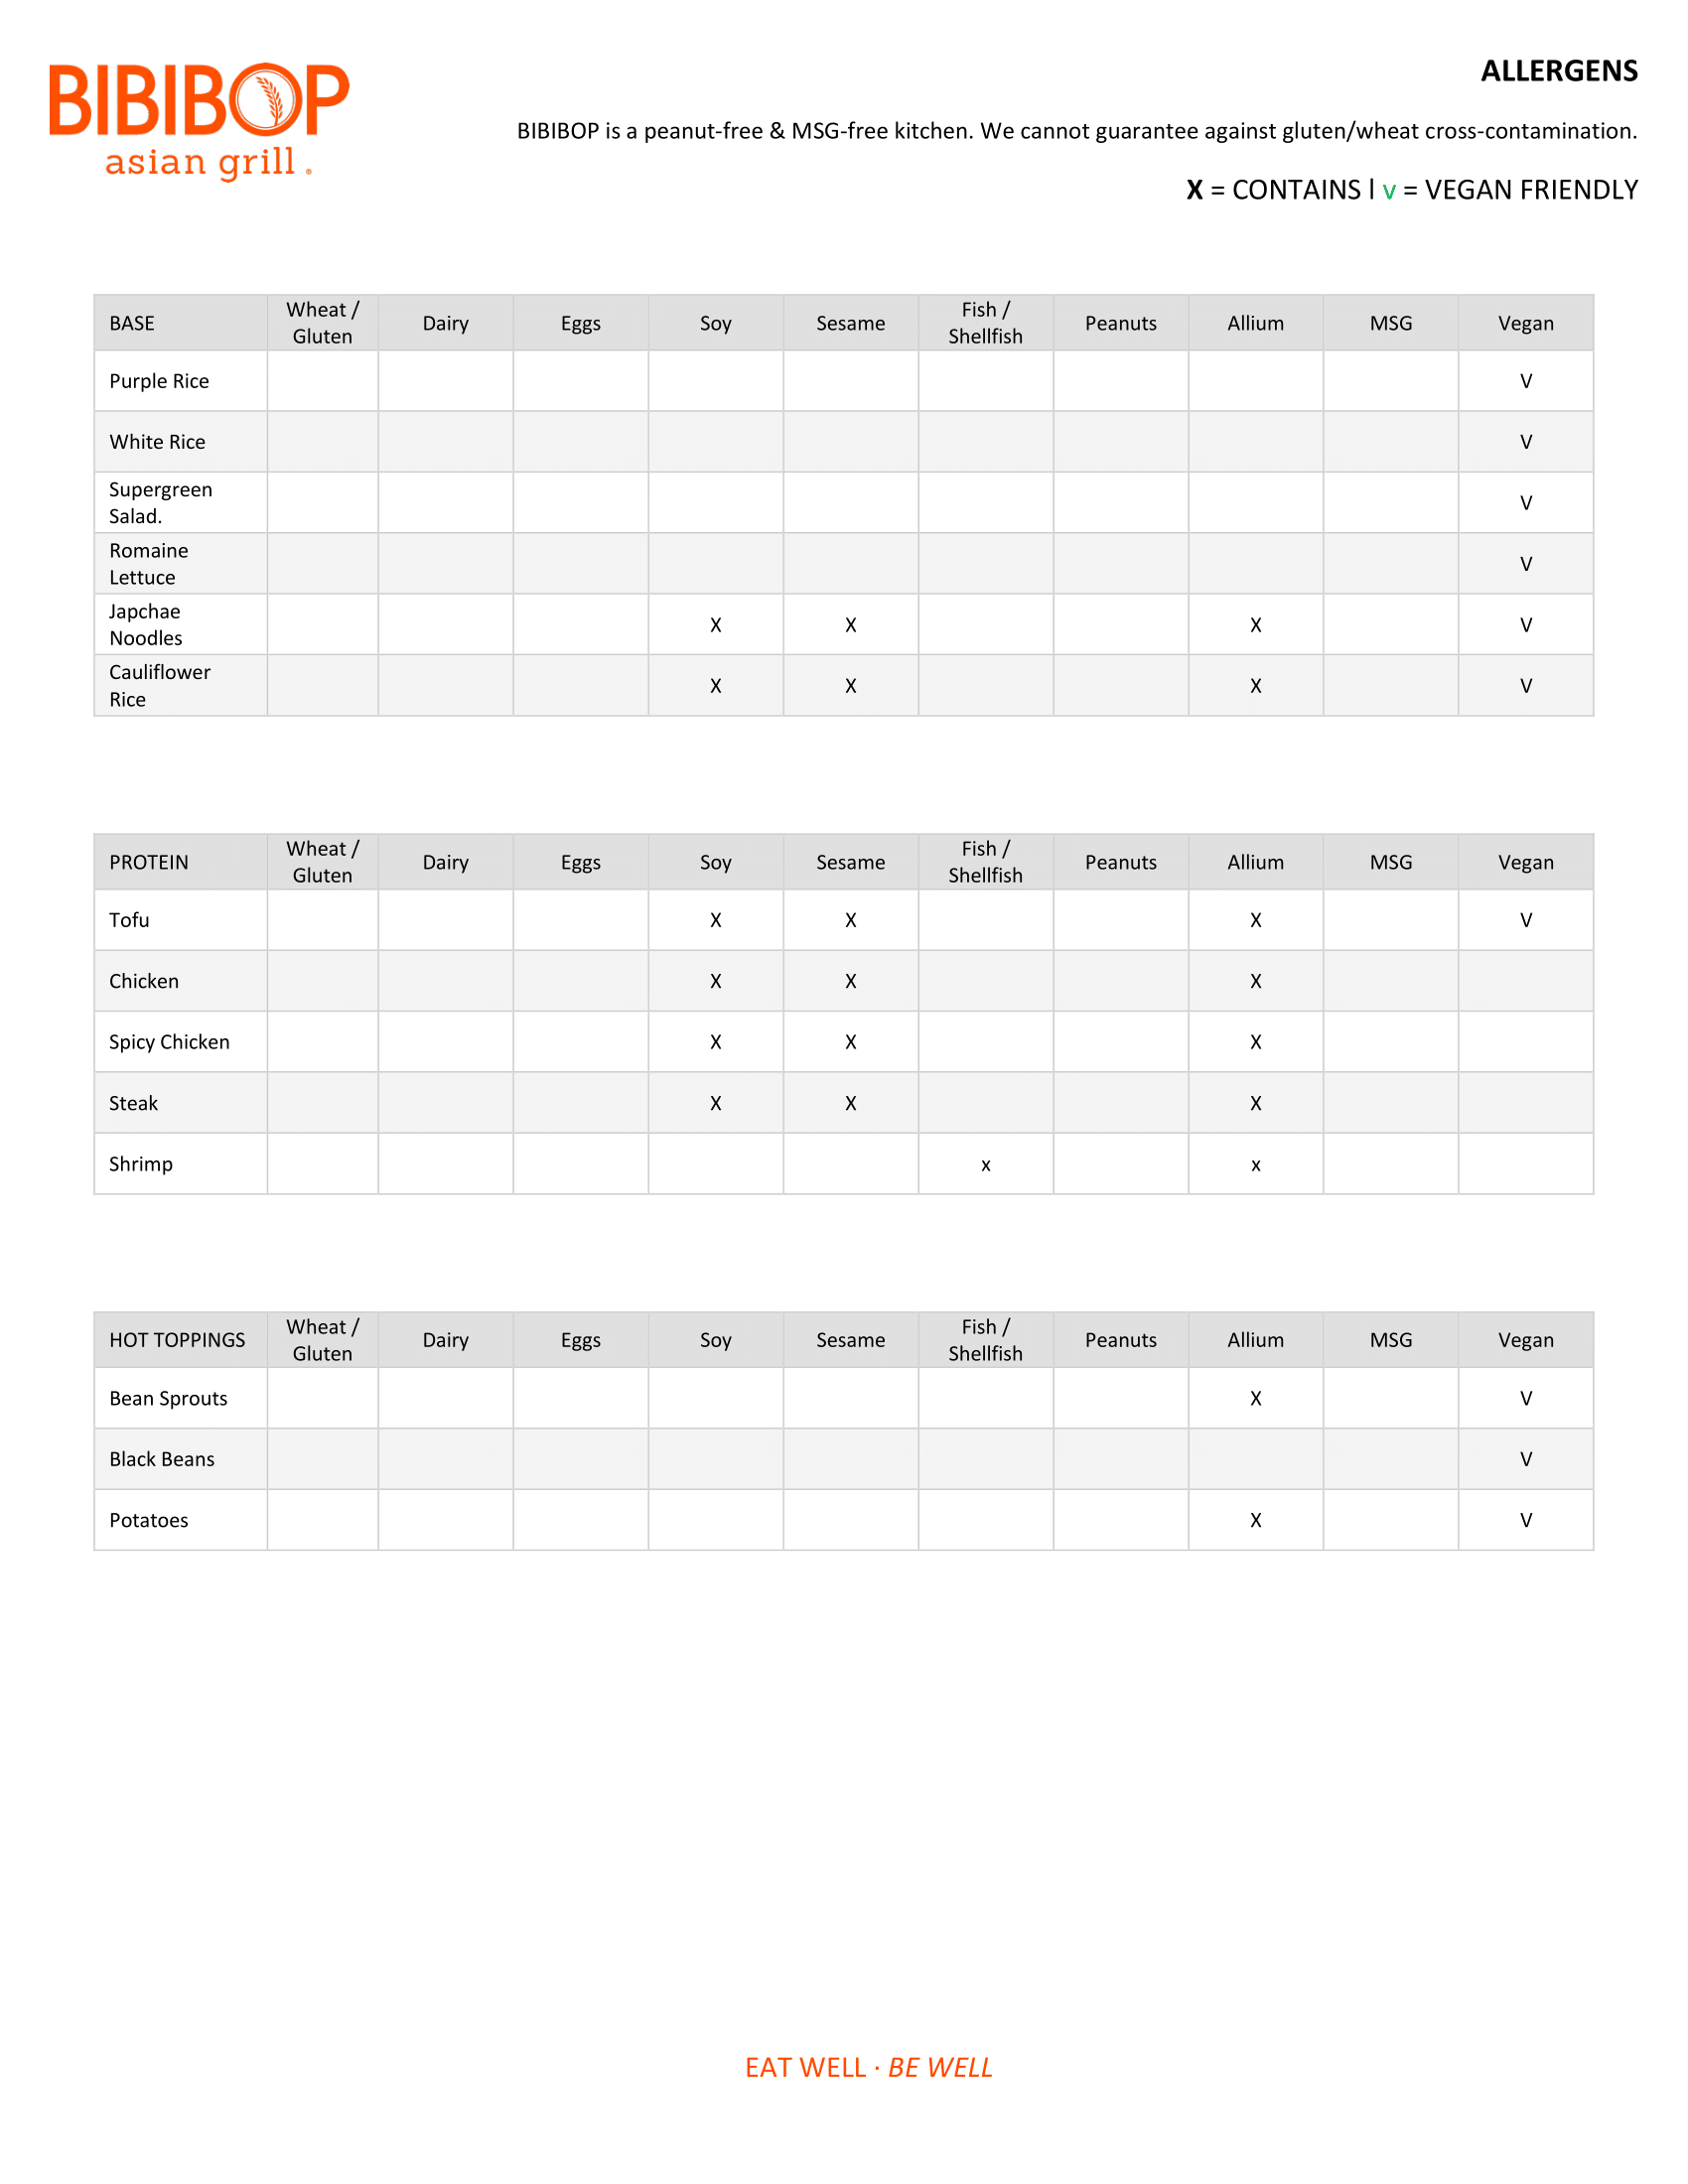 BIBIBOP
asian grill ®
ALLERGENS
BIBIBOP is a peanut-free & MSG-free kitchen. We cannot guarantee against gluten/wheat cross-contamination.
X = CONTAINS l v = VEGAN FRIENDLY
BASE Wheat / Gluten Dairy Eggs Soy Sesame Fish / Shellfish Peanuts Allium MSG Vegan
Purple Rice V
White Rice V
Supergreen Salad. V
Romaine Lettuce V
Japchae Noodles X X X V
Cauliflower Rice X X X V
PROTEIN Wheat / Gluten Dairy Eggs Soy Sesame Fish / Shellfish Peanuts Allium MSG Vegan
Tofu X X X V
Chicken X X X
Spicy Chicken X X X
Steak X X X
Shrimp x x
HOT TOPPINGS Wheat / Gluten Dairy Eggs Soy Sesame Fish / Shellfish Peanuts Allium MSG Vegan
Bean Sprouts X V
Black Beans V
Potatoes X V
EAT WELL · BE WELL